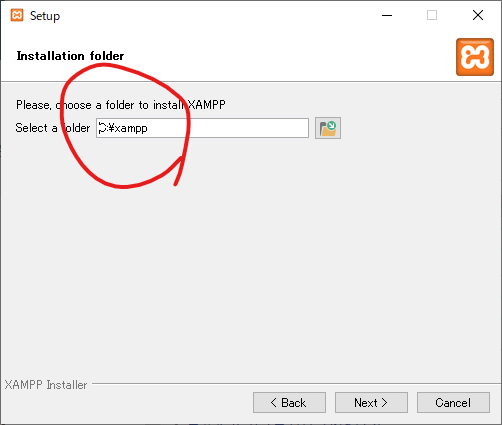 Setup
Installation folder
Please, choose a folder to install XAMPP
Select a folder :¥xampp
XAMPP Installer
< Back Next > Cancel